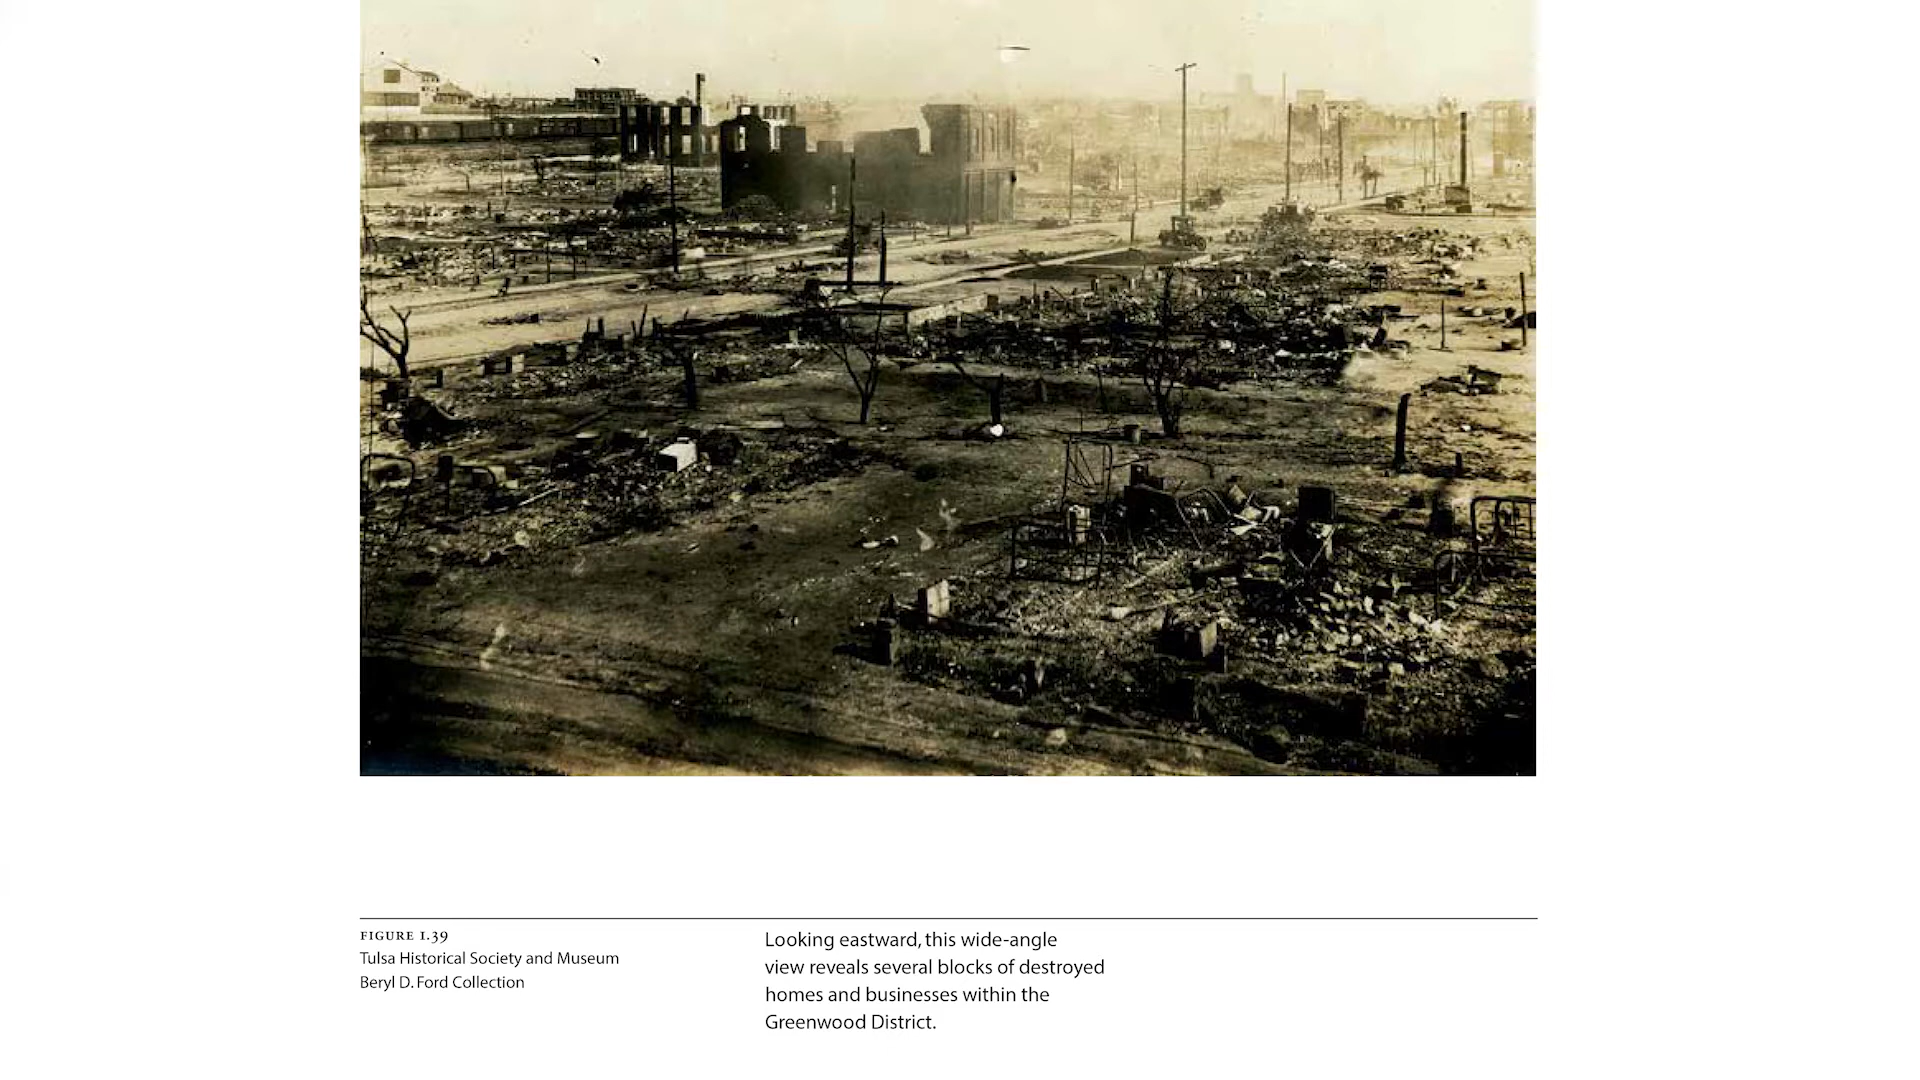 FIGURE 1.39
Tulsa Historical Society and Museum
Beryl D. Ford Collection
Looking eastward, this wide-angle
view reveals several blocks of destroyed
homes and businesses within the
Greenwood District.